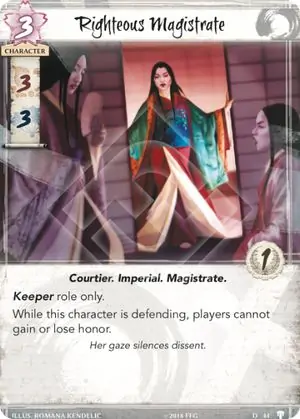 3
Righteous Magistrate
CHARACTER
3
3
1
Courtier. Imperial. Magistrate.
Keeper role only.
While this character is defending, players cannot
gain or lose honor.
Her gaze silences dissent.
ILLUS. ROMANA KENDELIC
©2018 FFG
D 41